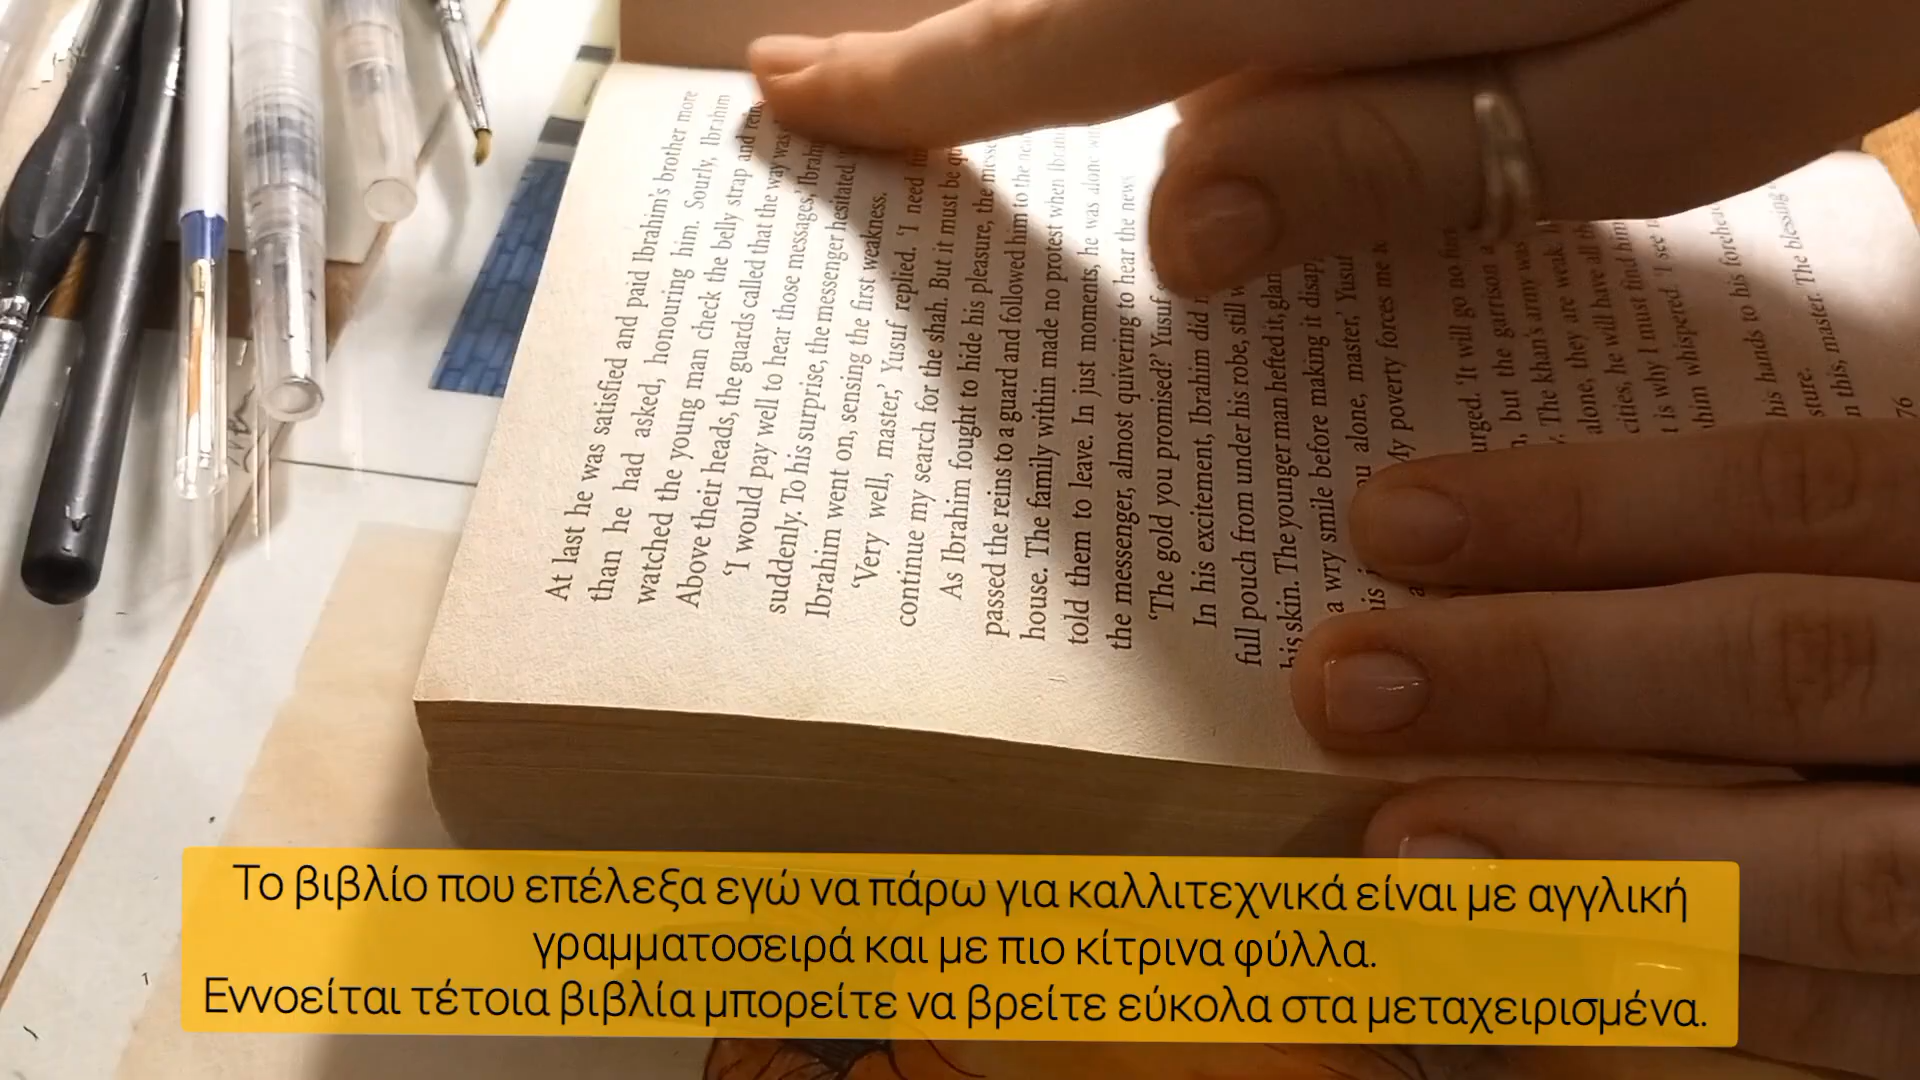 At last he was satisfied and paid Ibrahim's brother more
than he had asked, honouring him. Sourly, Ibrahim
watched the young man check the belly strap and reins
Above their heads, the guards called that the way was
'I would pay well to hear those messages,' Ibrahim
suddenly. To his surprise, the messenger hesitated.
Ibrahim went on, sensing the first weakness.
'Very well, master,' Yusuf replied. 'I need
continue my search for the shah. But it must be
As Ibrahim fought to hide his pleasure, the
passed the reins to a guard and followed him to the
house. The family within made no protest when
told them to leave. In just moments, he was alone
the messenger, almost quivering to hear the news
'The gold you promised?' Yusuf
In his excitement, Ibrahim did
full pouch from under his robe, still
his skin. The younger man hefted it,
a wry smile before making it
alone, master,' Yusuf
My poverty forces me
'It will go no
but the garrison
The khan's army was
alone, they are weak.
cities, he will have all
is why I must find him
him whispered. 'I see
his hands to his
this, master. The blessing
76
Το βιβλίο που επέλεξα εγώ να πάρω για καλλιτεχνικά είναι με αγγλική
γραμματοσειρά και με πιο κίτρινα φύλλα.
Εννοείται τέτοια βιβλία μπορείτε να βρείτε εύκολα στα μεταχειρισμένα.